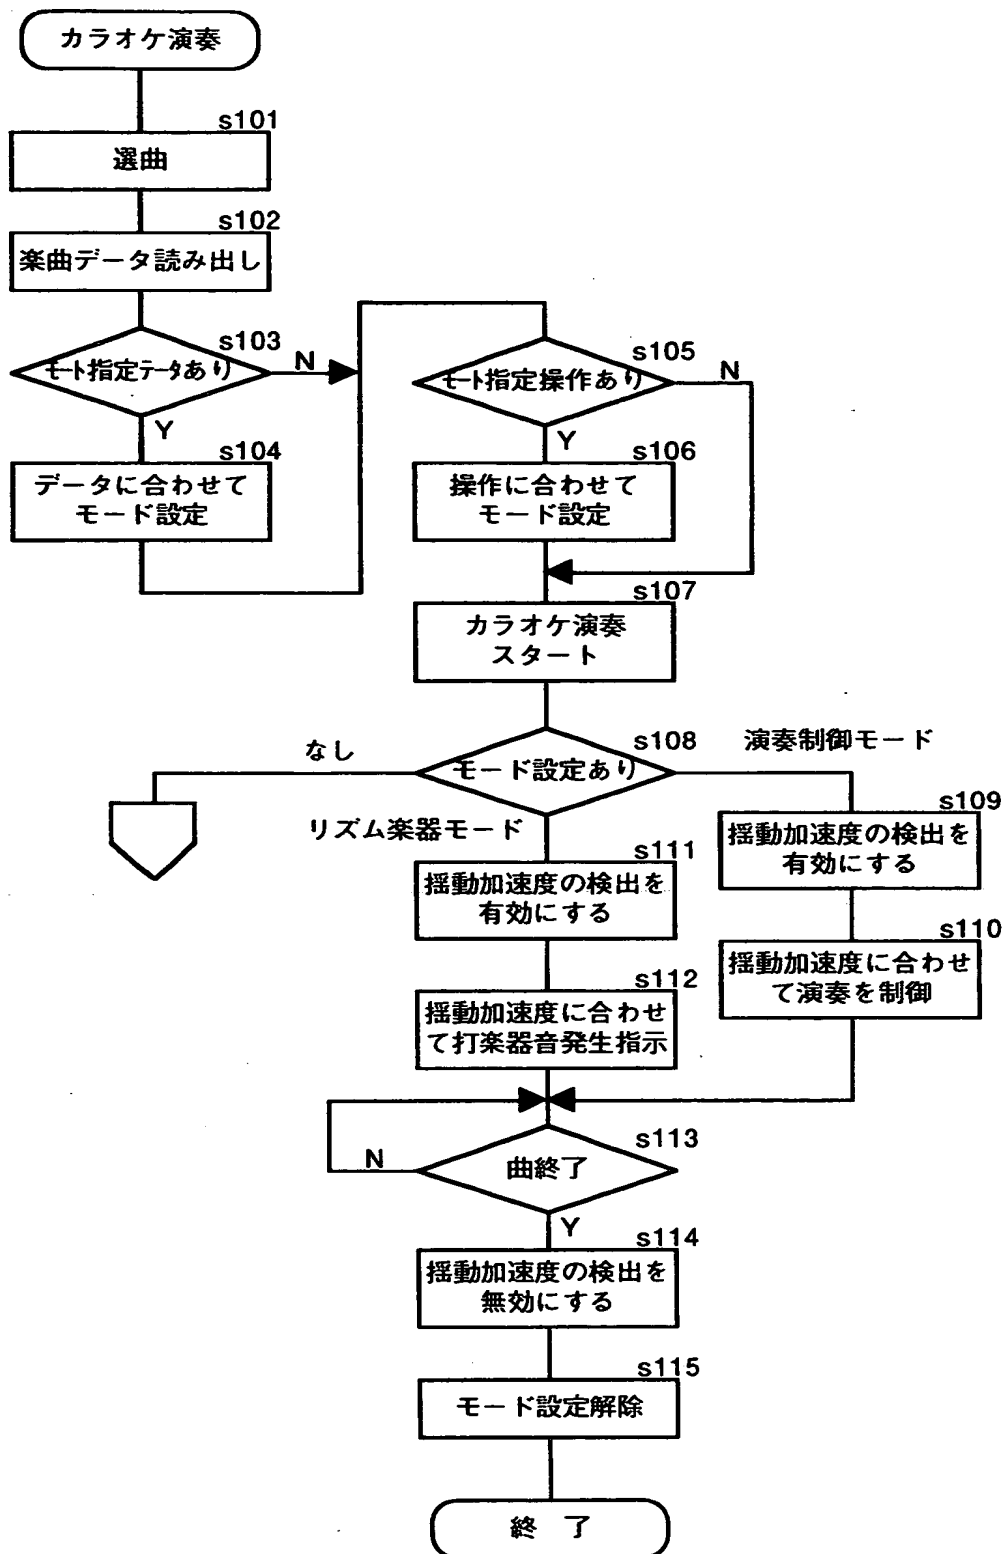 カラオケ演奏
s101
選曲
s102
楽曲データ読み出し
s103
モート指定テータあり
N
Y
s104
データに合わせて
モード設定
s105
モート指定操作あり
N
Y
s106
操作に合わせて
モード設定
s107
カラオケ演奏
スタート
s108
モード設定あり
なし
演奏制御モード
リズム楽器モード
s109
揺動加速度の検出を
有効にする
s110
揺動加速度に合わせ
て演奏を制御
s111
揺動加速度の検出を
有効にする
s112
揺動加速度に合わせ
て打楽器音発生指示
s113
曲終了
N
Y
s114
揺動加速度の検出を
無効にする
s115
モード設定解除
終 了